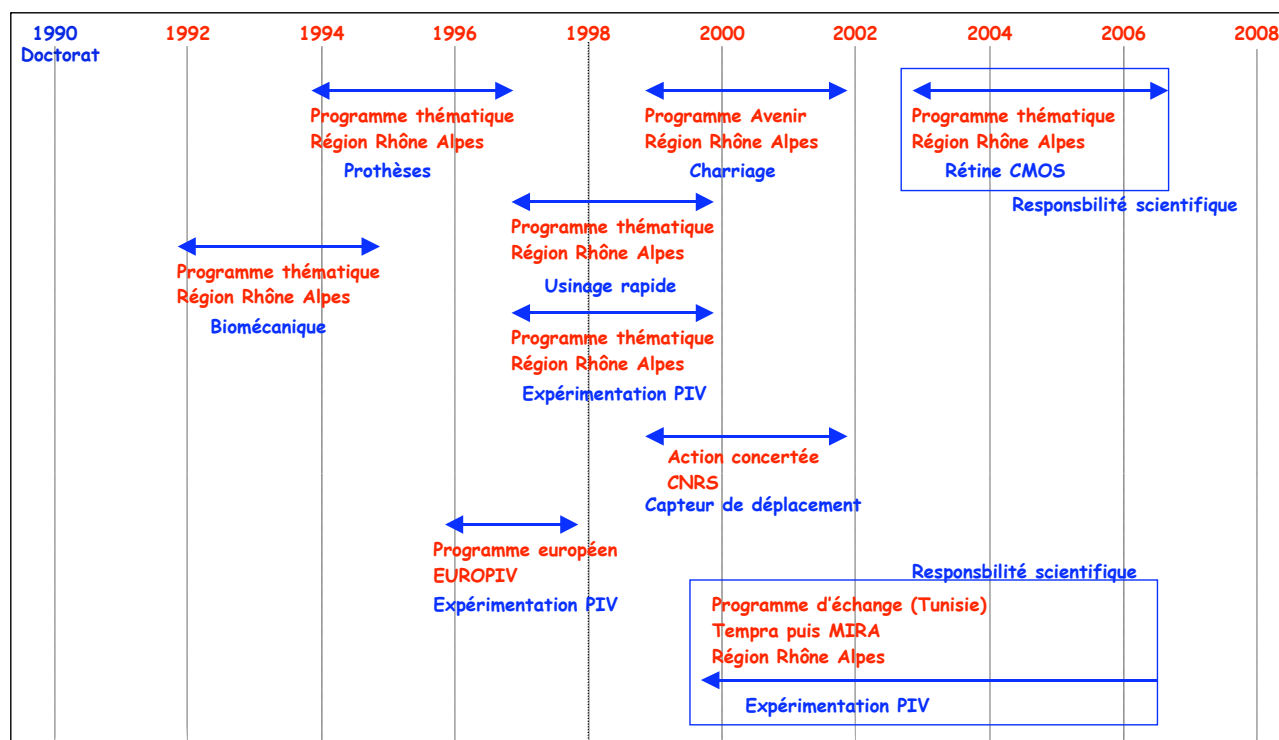 1990 1992 1994 1996 1998 2000 2002 2004 2006 2008
Doctorat
Programme thématique
Région Rhône Alpes
Prothèses
Programme Avenir
Région Rhône Alpes
Charriage
Programme thématique
Région Rhône Alpes
Rétine CMOS
Responsbilité scientifique
Programme thématique
Région Rhône Alpes
Usinage rapide
Programme thématique
Région Rhône Alpes
Biomécanique
Programme thématique
Région Rhône Alpes
Expérimentation PIV
Action concertée
CNRS
Capteur de déplacement
Programme européen
EUROPIV
Expérimentation PIV
Responsbilité scientifique
Programme d'échange (Tunisie)
Tempra puis MIRA
Région Rhône Alpes
Expérimentation PIV